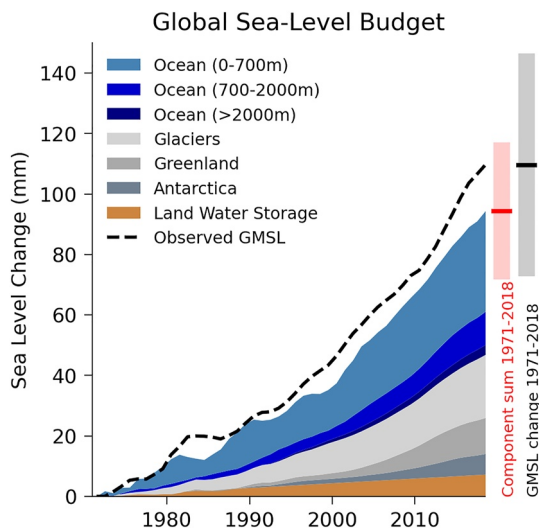 Global Sea-Level Budget
140
120
100
80
60
40
20
0
Sea Level Change (mm)
Ocean (0-700m)
Ocean (700-2000m)
Ocean (>2000m)
Glaciers
Greenland
Antarctica
Land Water Storage
Observed GMSL
1980
1990
2000
2010
Component sum 1971-2018
GMSL change 1971-2018